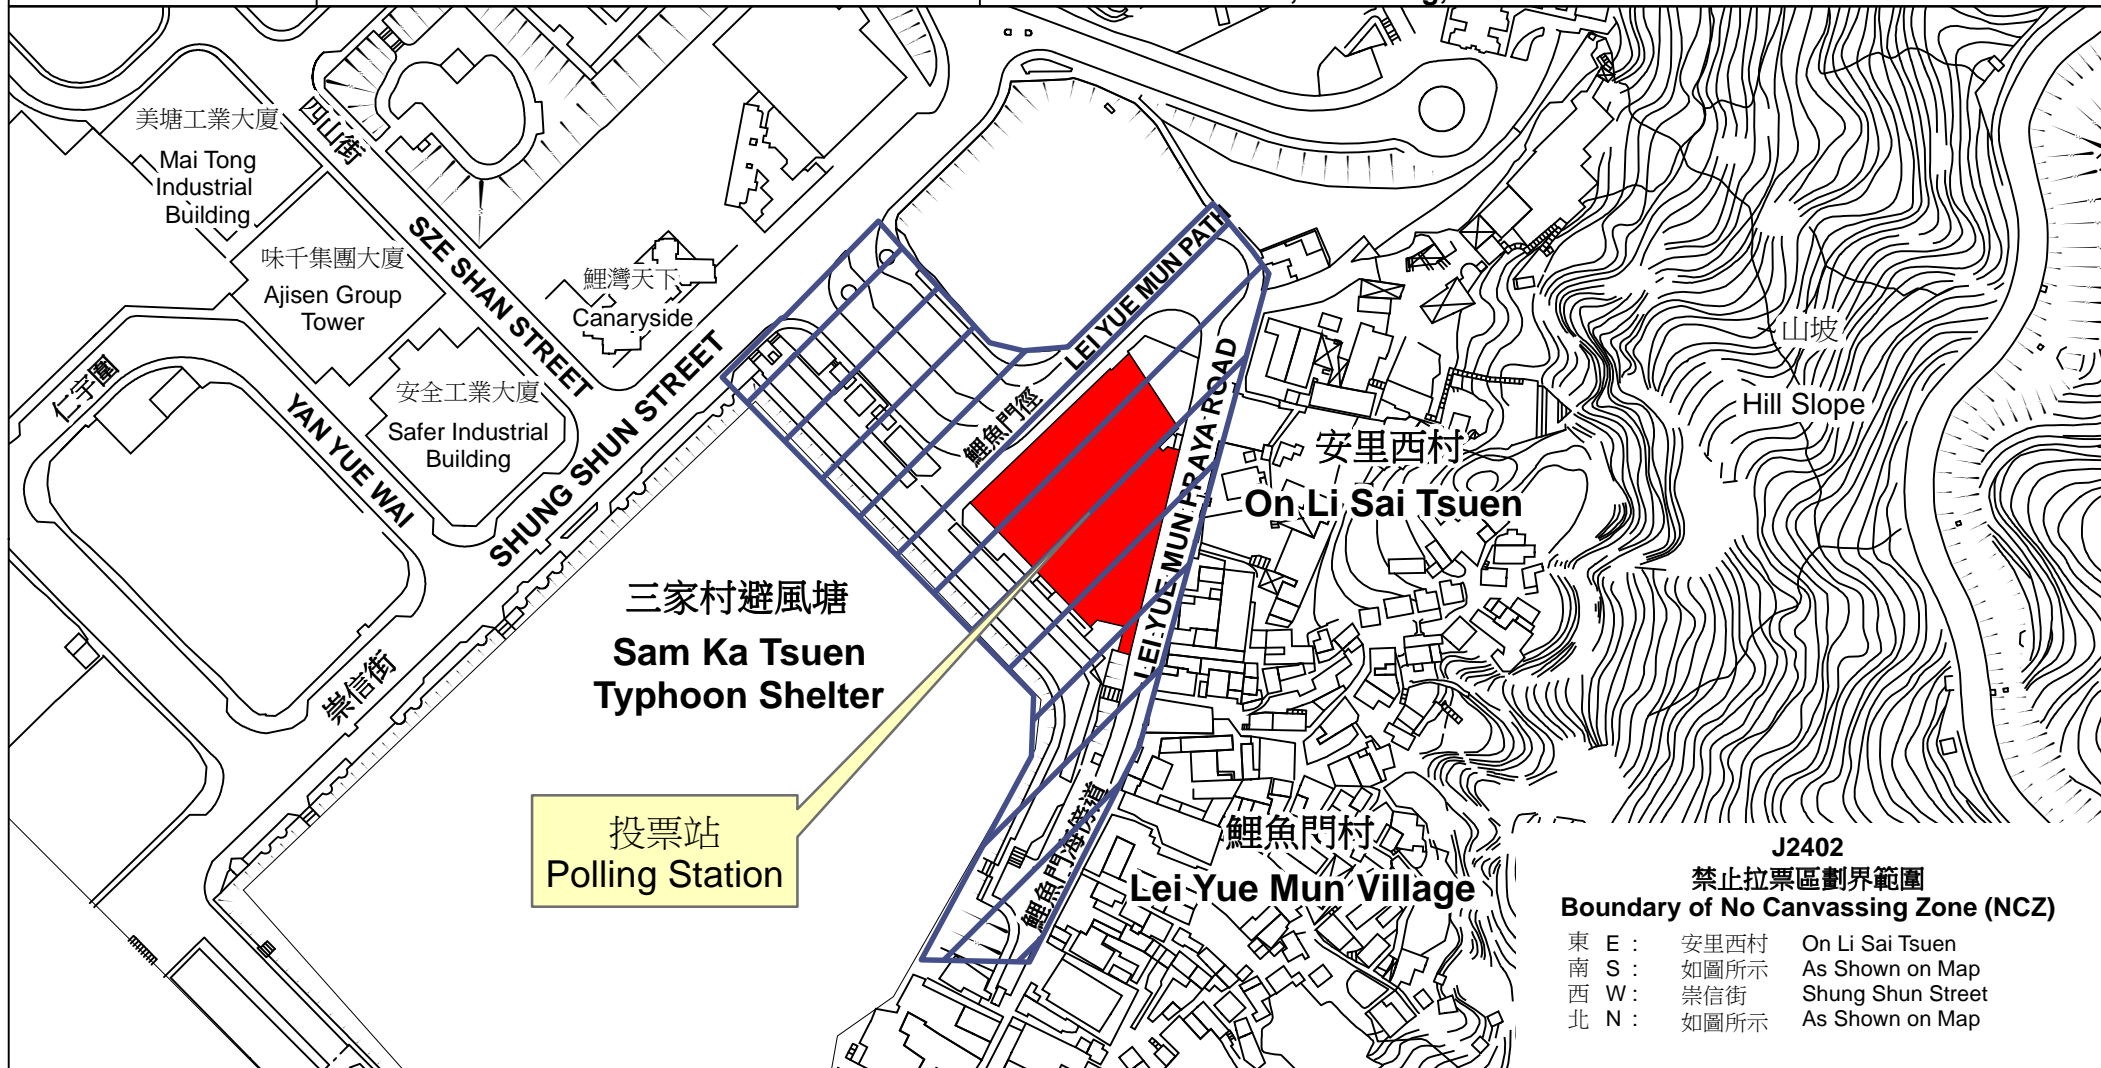 美塘工業大廈
Mai Tong
Industrial
Building
四山街
SZE SHAN STREET
味千集團大廈
Ajisen Group
Tower
鯉灣天下
Canaryside
安全工業大廈
Safer Industrial
Building
仁宇圍
YAN YUE WAI
SHUNG SHUN STREET
崇信街
LEI YUE MUN PATH
鯉魚門徑
LEI YUE MUN PRAYA ROAD
鯉魚門海傍道
山坡
Hill Slope
安里西村
On Li Sai Tsuen
三家村避風塘
Sam Ka Tsuen
Typhoon Shelter
投票站
Polling Station
鯉魚門村
Lei Yue Mun Village
J2402
禁止拉票區劃界範圍
Boundary of No Canvassing Zone (NCZ)
東 E : 安里西村 On Li Sai Tsuen
南 S : 如圖所示 As Shown on Map
西 W : 崇信街 Shung Shun Street
北 N : 如圖所示 As Shown on Map